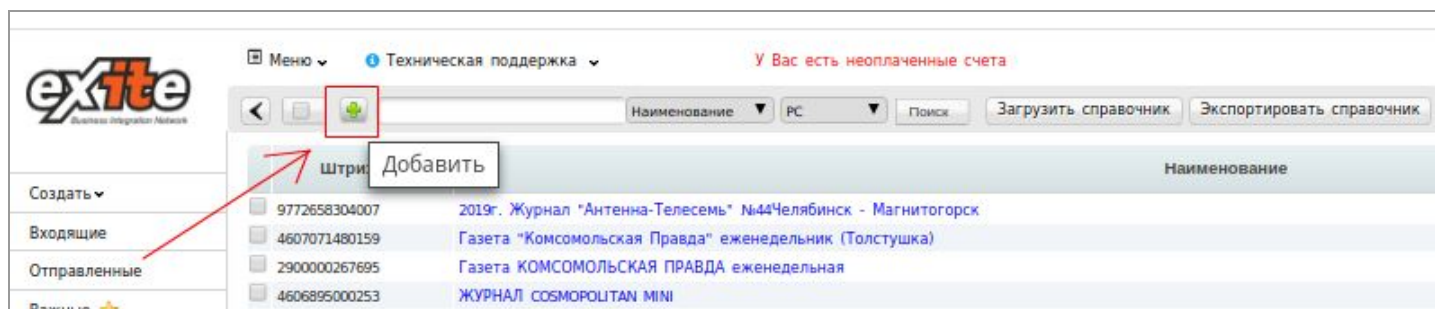 Меню
Техническая поддержка
У Вас есть неоплаченные счета
exite
Business Integration Network
Наименование
PC
Поиск
Загрузить справочник
Экспортировать справочник
Добавить
Наименование
Создать
9772658304007 2019г. Журнал "Антенна-Телесемь" №44Челябинск - Магнитогорск
Входящие
4607071480159 Газета "Комсомольская Правда" еженедельник (Толстушка)
Отправленные
2900000267695 Газета КОМСОМОЛЬСКАЯ ПРАВДА еженедельная
4606895000253 ЖУРНАЛ COSMOPOLITAN MINI